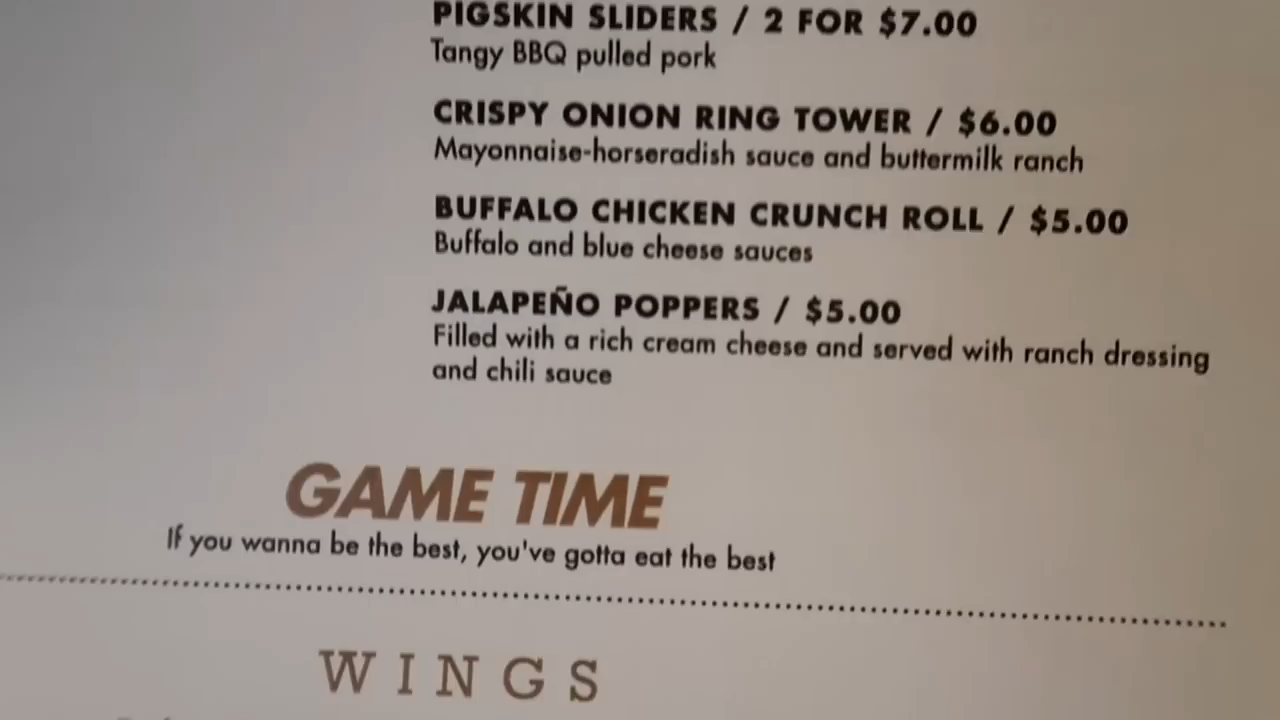 PIGSKIN SLIDERS / 2 FOR $7.00
Tangy BBQ pulled pork
CRISPY ONION RING TOWER / $6.00
Mayonnaise-horseradish sauce and buttermilk ranch
BUFFALO CHICKEN CRUNCH ROLL / $5.00
Buffalo and blue cheese sauces
JALAPEÑO POPPERS / $5.00
Filled with a rich cream cheese and served with ranch dressing
and chili sauce
GAME TIME
If you wanna be the best, you've gotta eat the best
WINGS